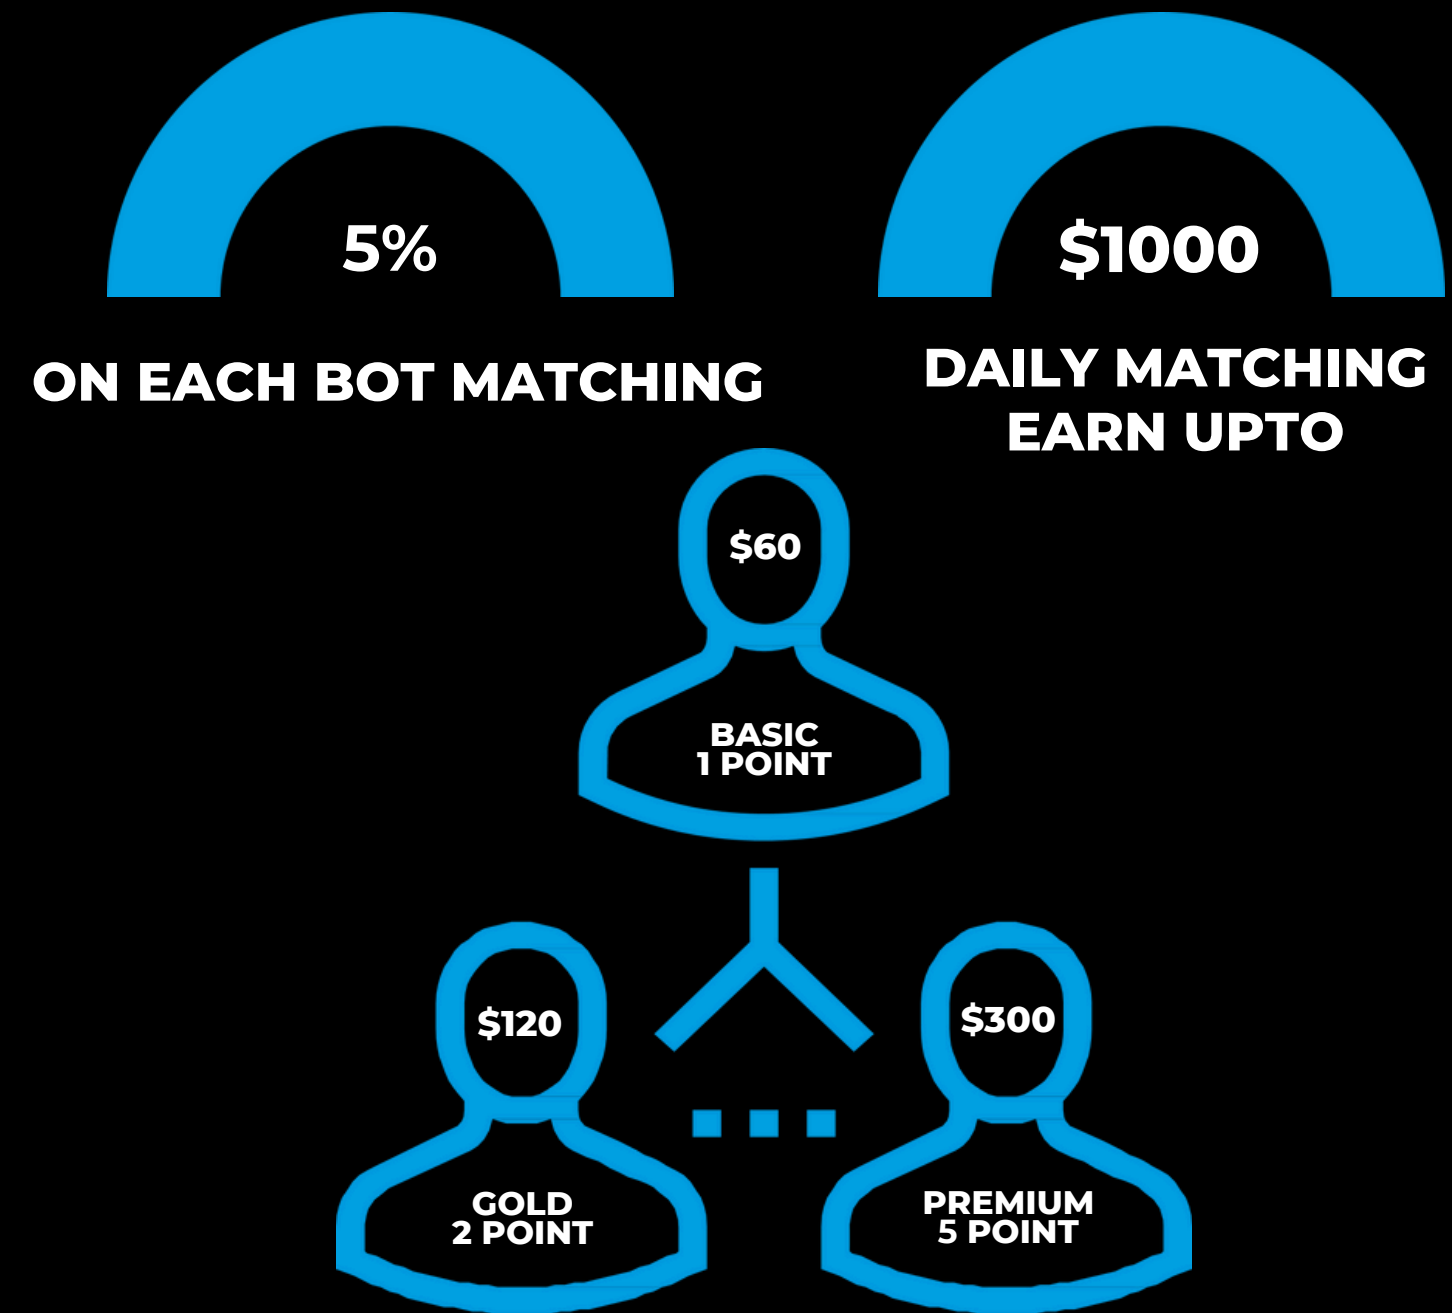 5%
ON EACH BOT MATCHING
$1000
DAILY MATCHING
EARN UPTO
$60
BASIC
1 POINT
$120
GOLD
2 POINT
$300
PREMIUM
5 POINT